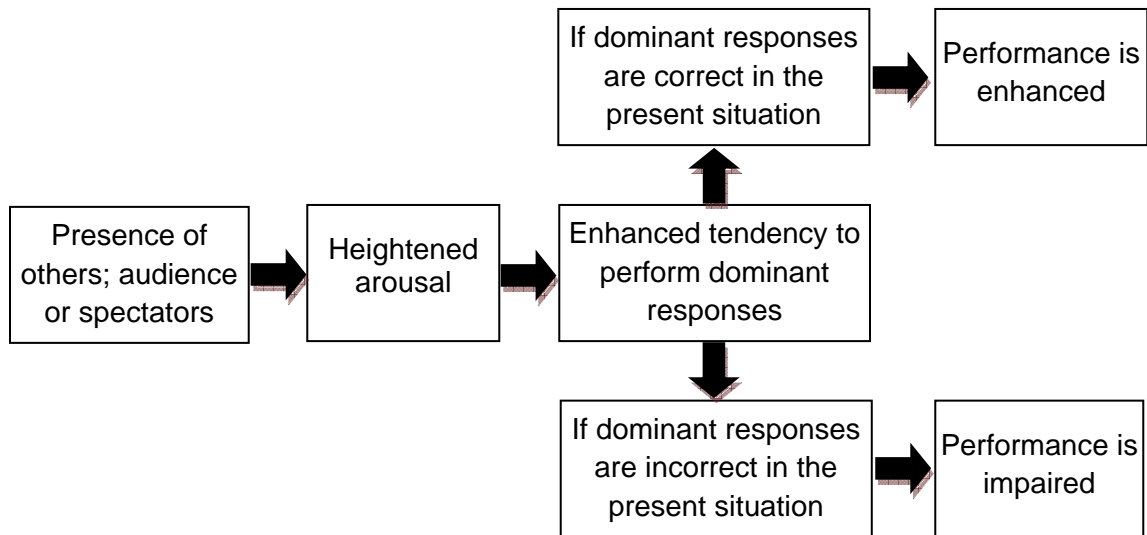 If dominant responses
are correct in the
present situation
Performance is
enhanced
Presence of
others; audience
or spectators
Heightened
arousal
Enhanced tendency to
perform dominant
responses
If dominant responses
are incorrect in the
present situation
Performance is
impaired